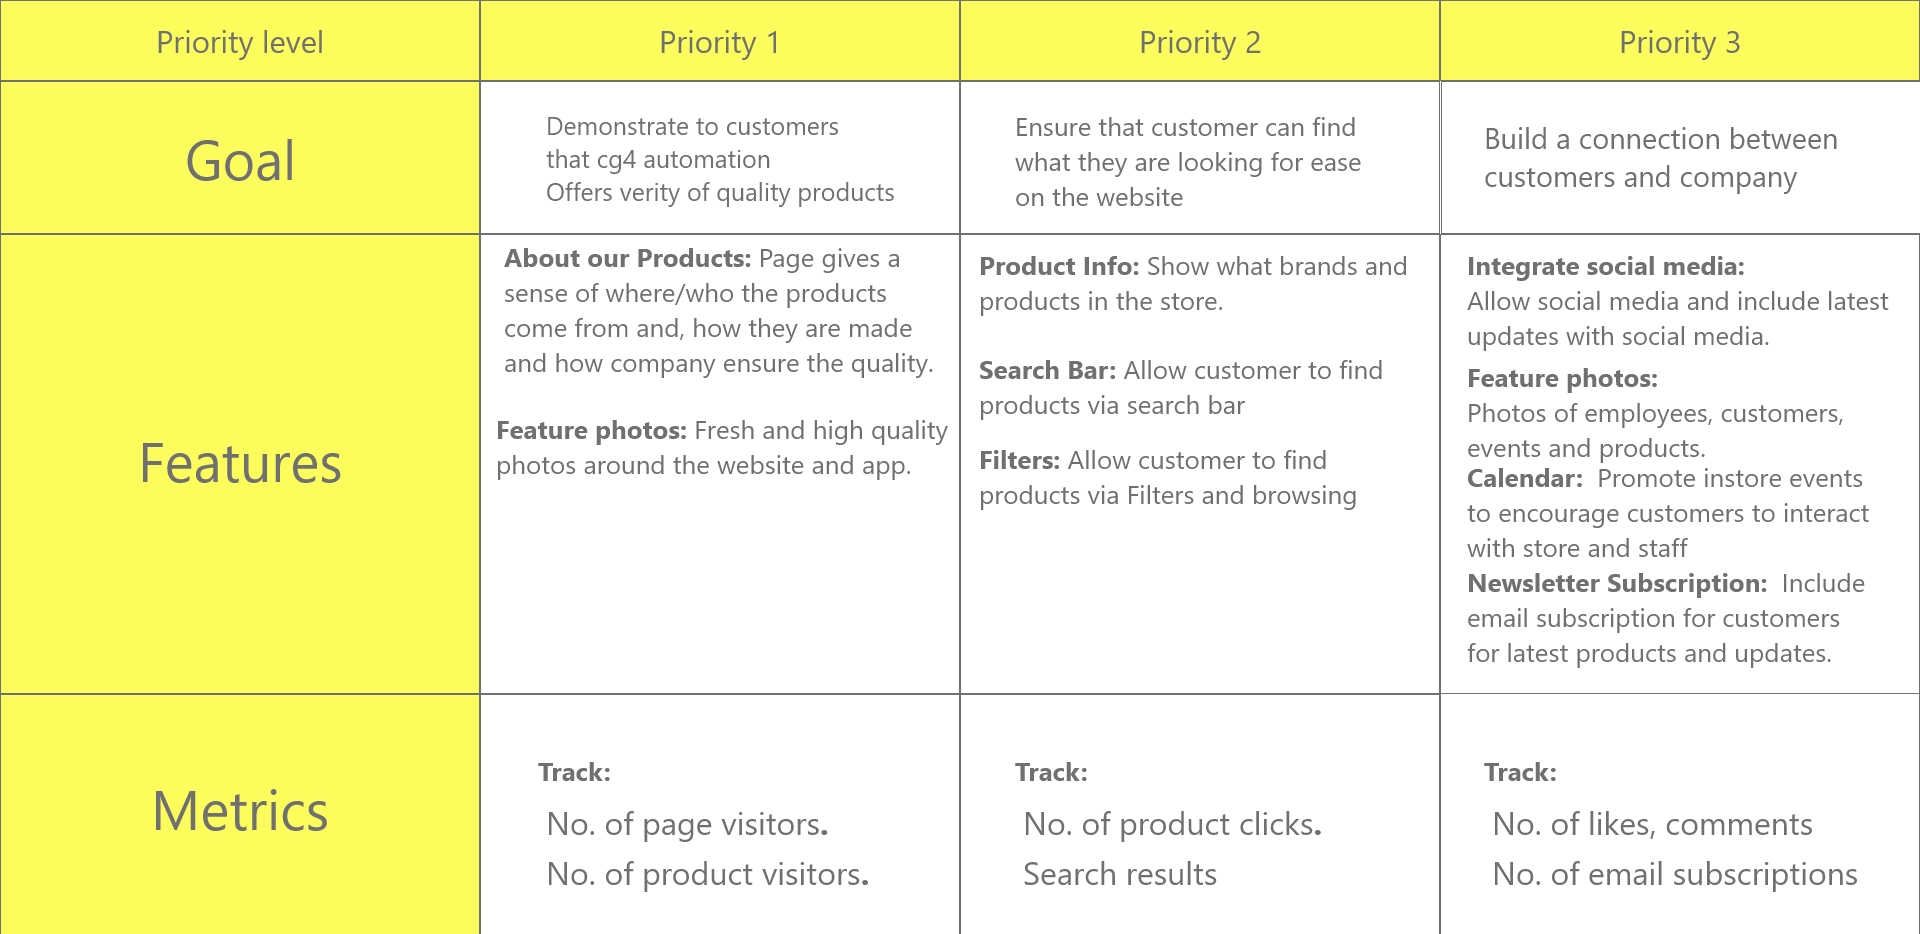 Priority level
Priority 1
Priority 2
Priority 3
Goal
Demonstrate to customers
that cg4 automation
Offers verity of quality products
Ensure that customer can find
what they are looking for ease
on the website
Build a connection between
customers and company
Features
About our Products: Page gives a
sense of where/who the products
come from and, how they are made
and how company ensure the quality.
Feature photos: Fresh and high quality
photos around the website and app.
Product Info: Show what brands and
products in the store.
Search Bar: Allow customer to find
products via search bar
Filters: Allow customer to find
products via Filters and browsing
Integrate social media:
Allow social media and include latest
updates with social media.
Feature photos:
Photos of employees, customers,
events and products.
Calendar:  Promote instore events
to encourage customers to interact
with store and staff
Newsletter Subscription:  Include
email subscription for customers
for latest products and updates.
Metrics
Track:
No. of page visitors.
No. of product visitors.
Track:
No. of product clicks.
Search results
Track:
No. of likes, comments
No. of email subscriptions